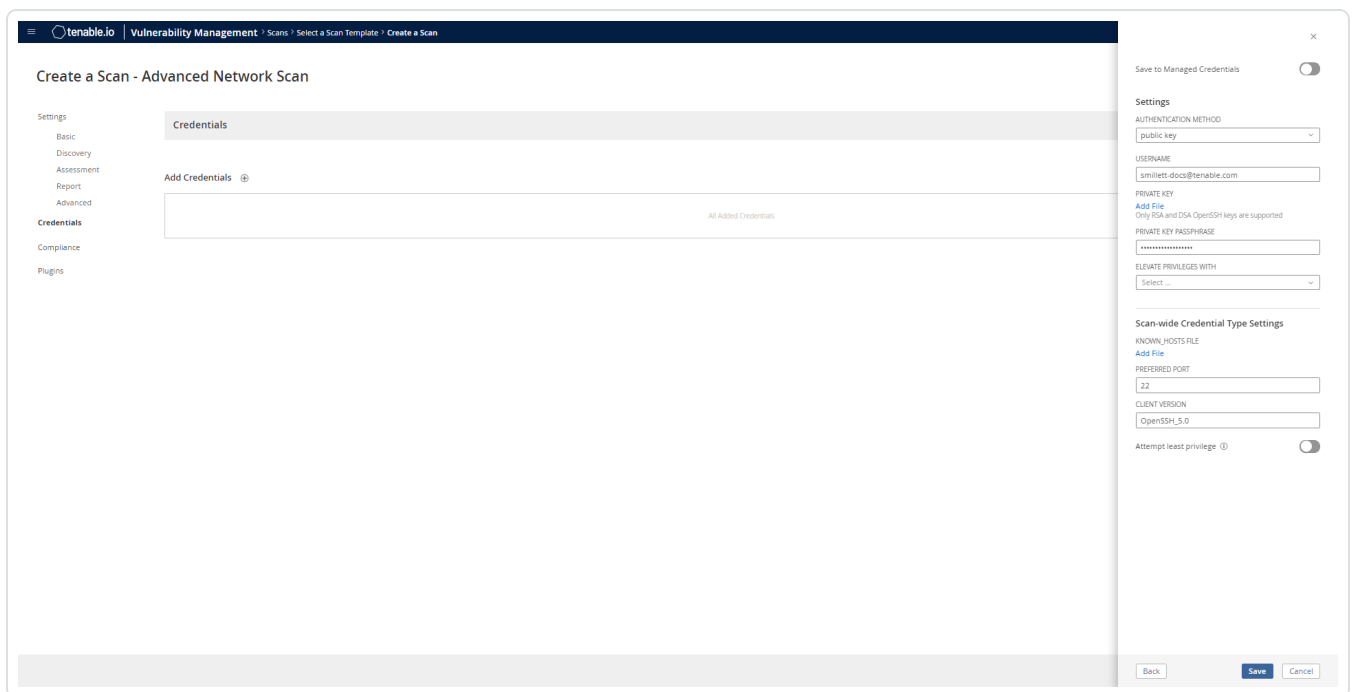 tenable.io Vulnerability Management > Scans > Select a Scan Template > Create a Scan
Create a Scan - Advanced Network Scan
Settings
Basic
Discovery
Assessment
Report
Advanced
Credentials
Compliance
Plugins
Credentials
Add Credentials
All Added Credentials
Save to Managed Credentials
Settings
AUTHENTICATION METHOD
public key
USERNAME
smillett-docs@tenable.com
PRIVATE KEY
Add File
Only RSA and DSA OpenSSH keys are supported
PRIVATE KEY PASSPHRASE
••••••••••••••••••
ELEVATE PRIVILEGES WITH
Select ...
Scan-wide Credential Type Settings
KNOWN_HOSTS FILE
Add File
PREFERRED PORT
22
CLIENT VERSION
OpenSSH_5.0
Attempt least privilege
Back Save Cancel